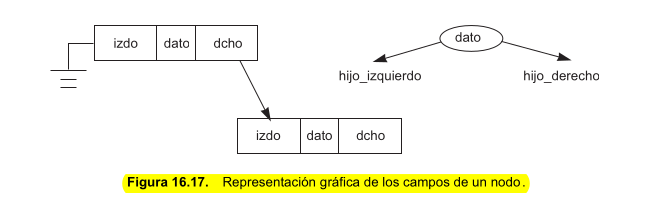 izdo dato dcho
dato
hijo_izquierdo
hijo_derecho
izdo dato dcho
Figura 16.17. Representación gráfica de los campos de un nodo.